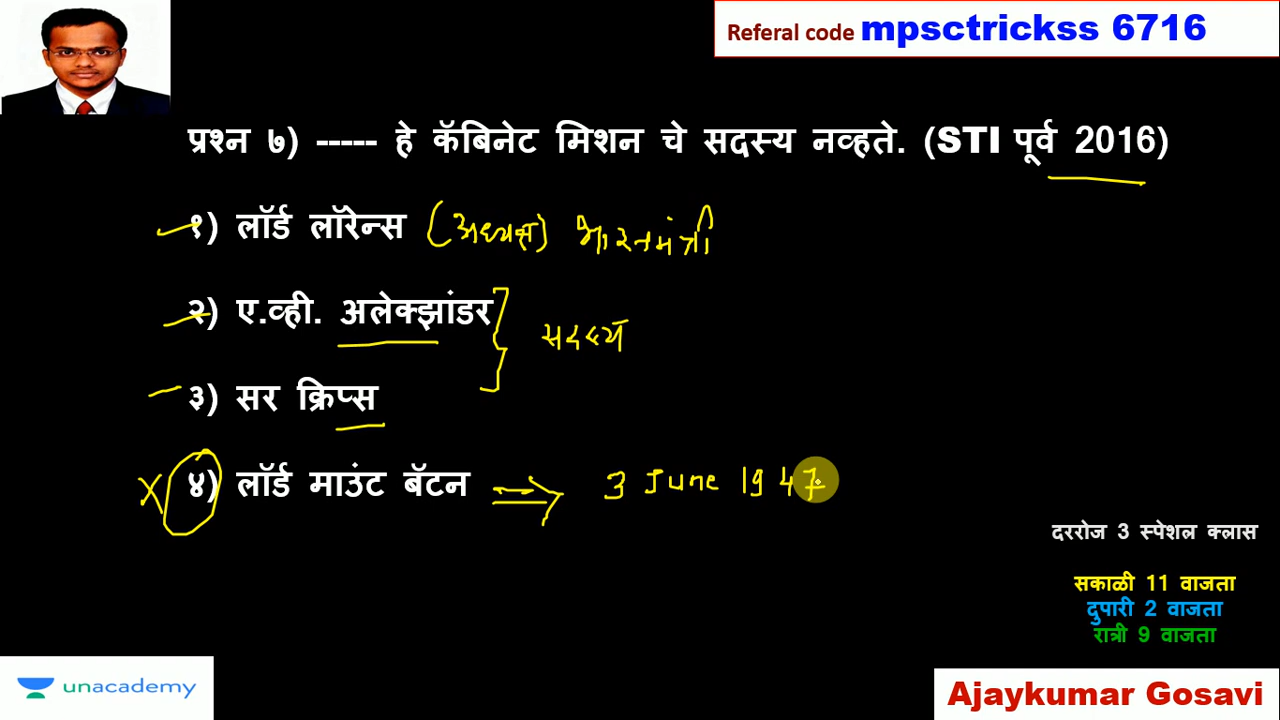 Referal code mpsctrickss 6716
प्रश्न ७) ----- हे कॅबिनेट मिशन चे सदस्य नव्हते. (STI पूर्व 2016)
१) लॉर्ड लॉरेन्स (अध्यक्ष) भारतमंत्री
२) ए.व्ही. अलेक्झांडर
सदस्य
३) सर क्रिप्स
४) लॉर्ड माउंट बॅटन ⇒ 3 June 1947
दररोज 3 स्पेशल क्लास
सकाळी 11 वाजता
दुपारी 2 वाजता
रात्री 9 वाजता
unacademy
Ajaykumar Gosavi